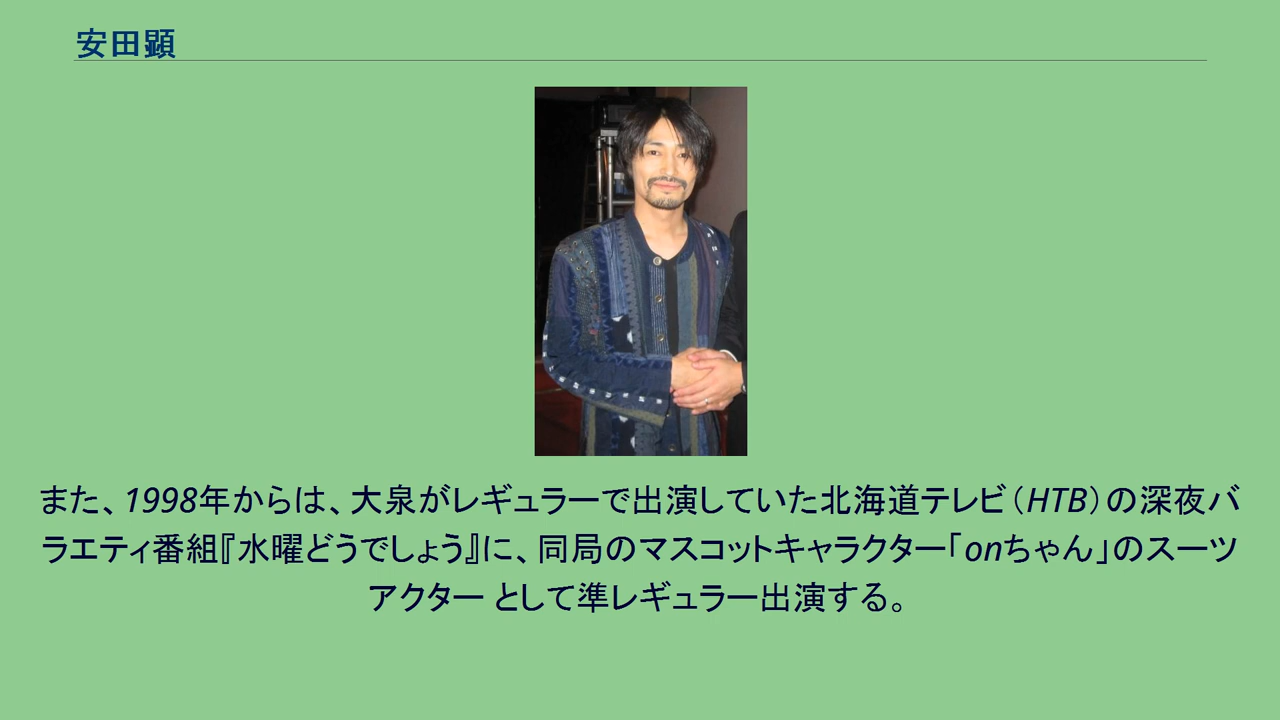 安田顕
また、1998年からは、大泉がレギュラーで出演していた北海道テレビ（HTB）の深夜バ
ラエティ番組『水曜どうでしょう』に、同局のマスコットキャラクター「onちゃん」のスーツ
アクター として準レギュラー出演する。